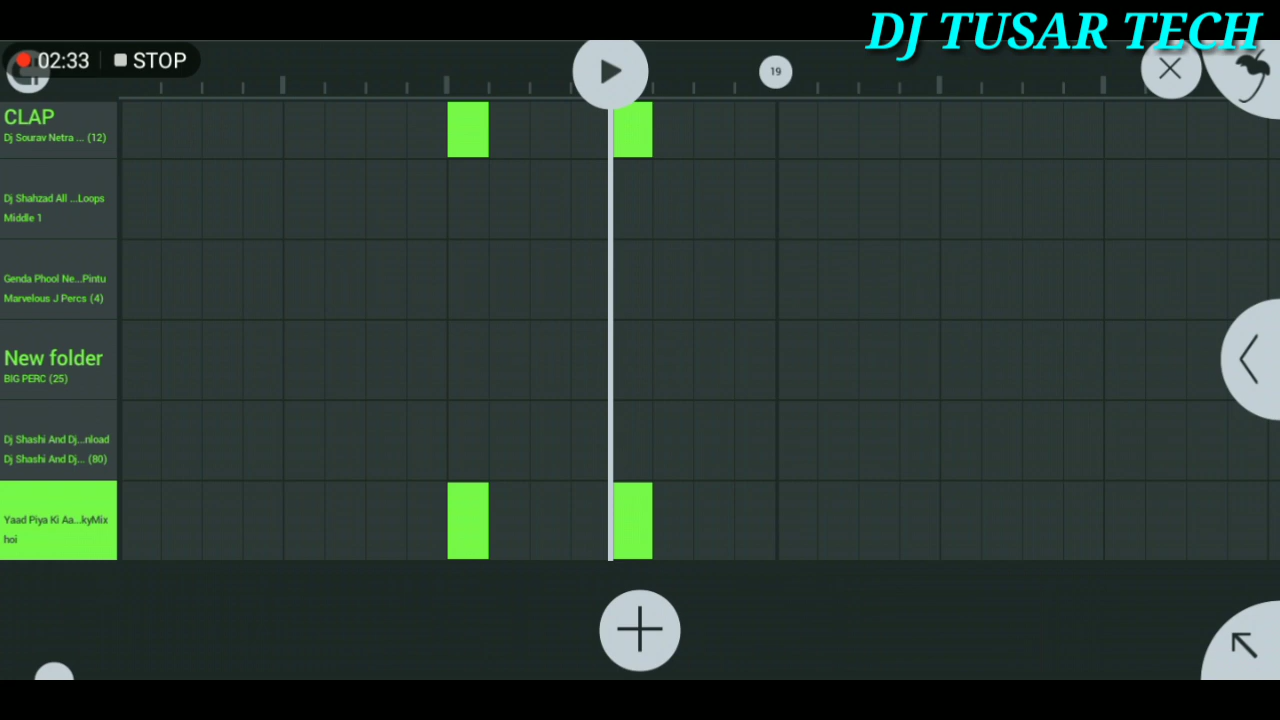 DJ TUSAR TECH
02:33 STOP
19
CLAP
Dj Sourav Netra ... (12)
Dj Shahzad All ...Loops
Middle 1
Genda Phool Ne...Pintu
Marvelous J Percs (4)
New folder
BIG PERC (25)
Dj Shashi And Dj...nload
Dj Shashi And Dj... (80)
Yaad Piya Ki Aa...kyMix
hoi